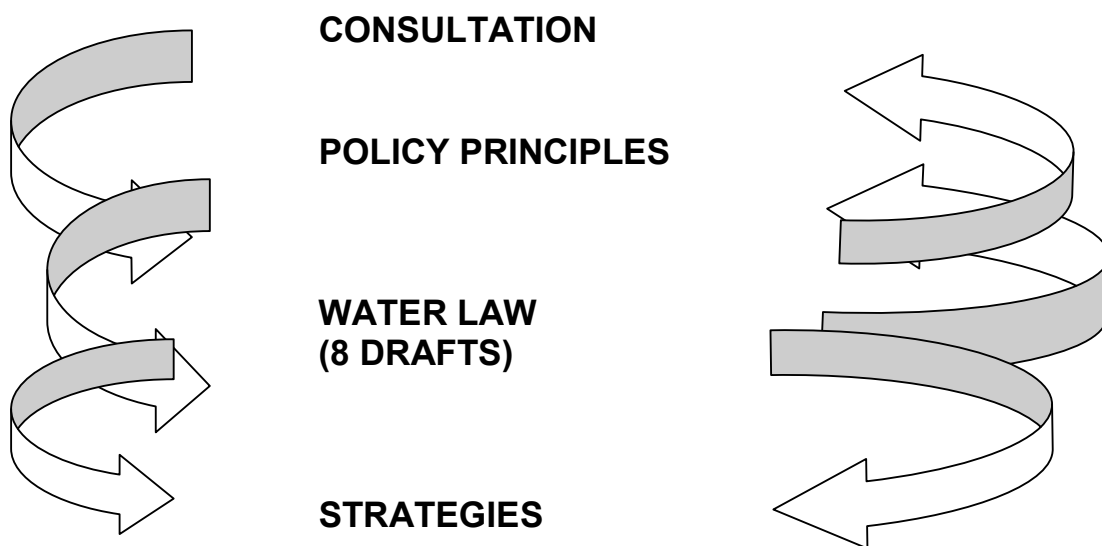 CONSULTATION
POLICY PRINCIPLES
WATER LAW
(8 DRAFTS)
STRATEGIES